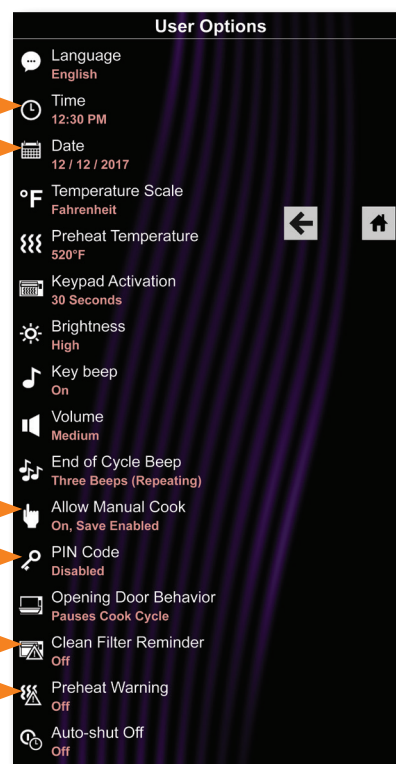 User Options
Language
English
Time
12:30 PM
Date
12 / 12 / 2017
°F
Temperature Scale
Fahrenheit
Preheat Temperature
520°F
Keypad Activation
30 Seconds
Brightness
High
Key beep
On
Volume
Medium
End of Cycle Beep
Three Beeps (Repeating)
Allow Manual Cook
On, Save Enabled
PIN Code
Disabled
Opening Door Behavior
Pauses Cook Cycle
Clean Filter Reminder
Off
Preheat Warning
Off
Auto-shut Off
Off